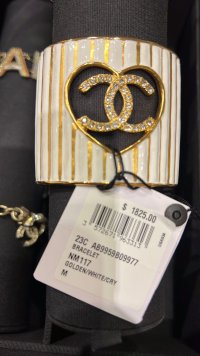 A
$ 1825.00
23C AB9959B09977
BRACELET
NM117
GOLDEN/WHITE/CRY
M